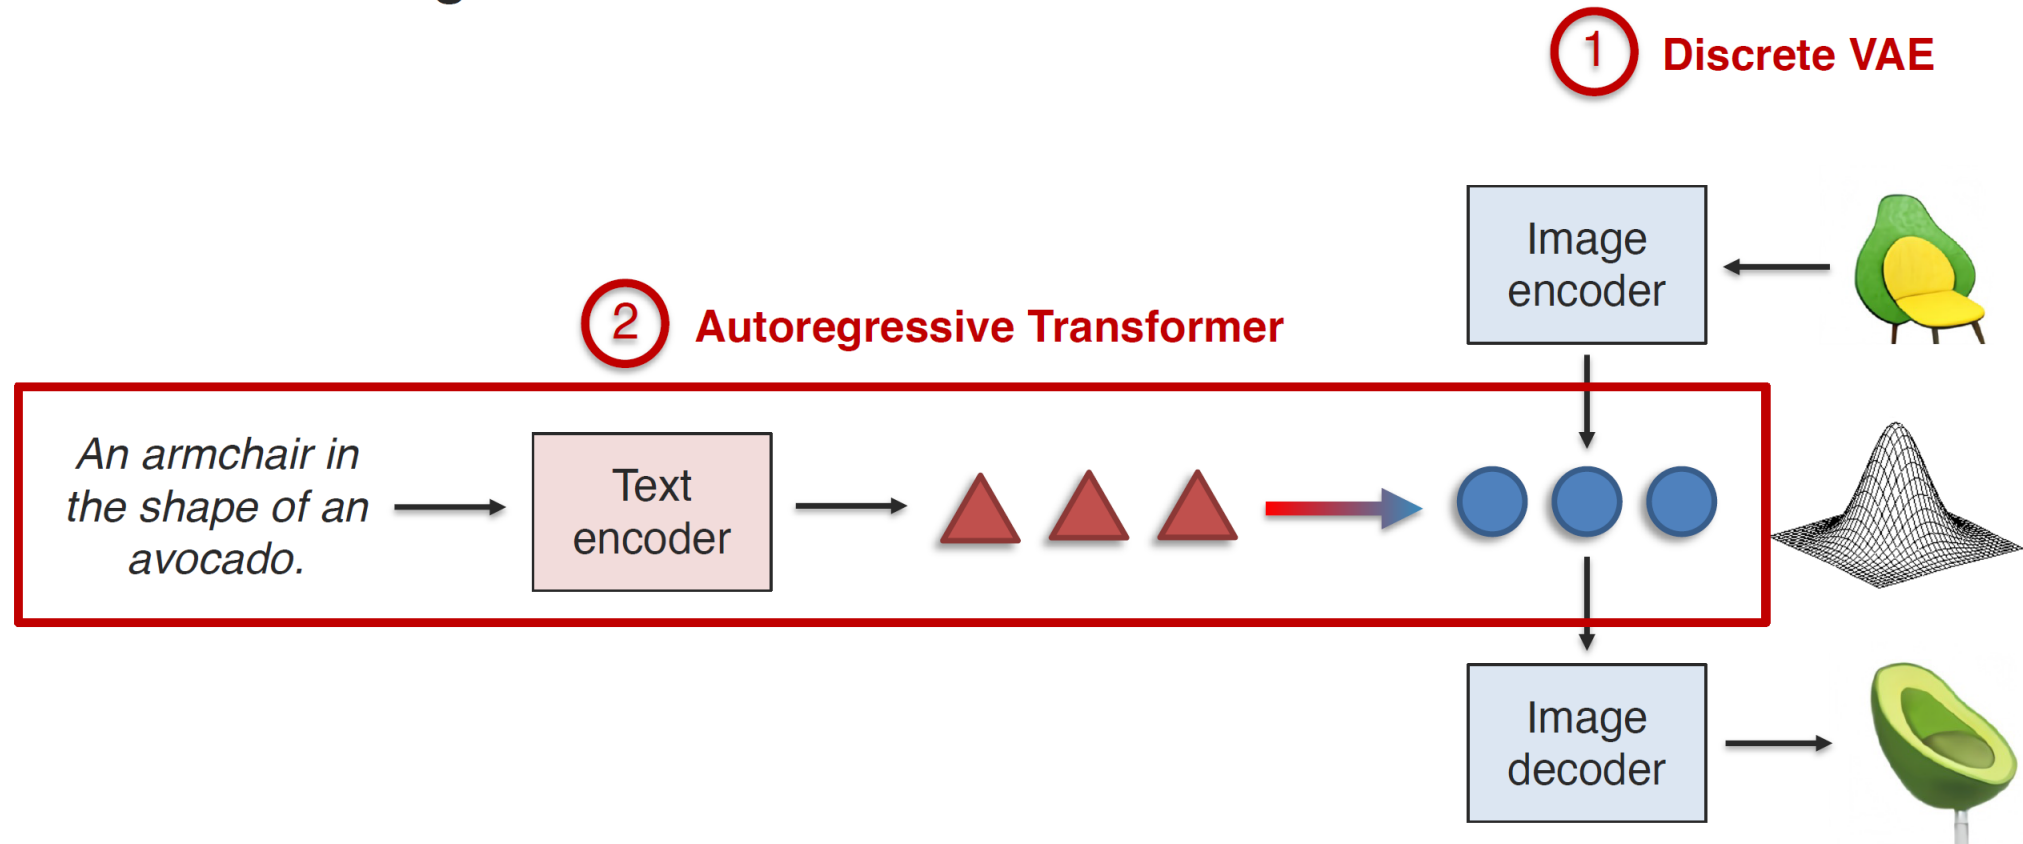 1 Discrete VAE
Image
encoder
2 Autoregressive Transformer
An armchair in
the shape of an
avocado.
Text
encoder
Image
decoder